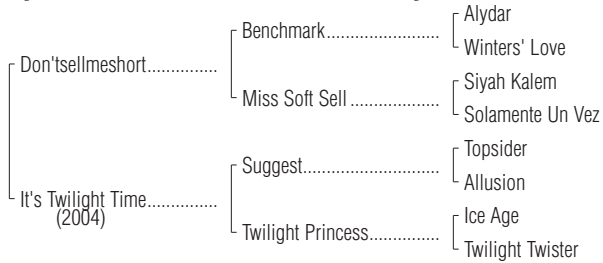 Alydar
Benchmark....................
Winters' Love
Don'tsellmeshort...............
Siyah Kalem
Miss Soft Sell ..................
Solamente Un Vez
Topsider
Suggest.......................
Allusion
It's Twilight Time...............
(2004)
Ice Age
Twilight Princess..............
Twilight Twister